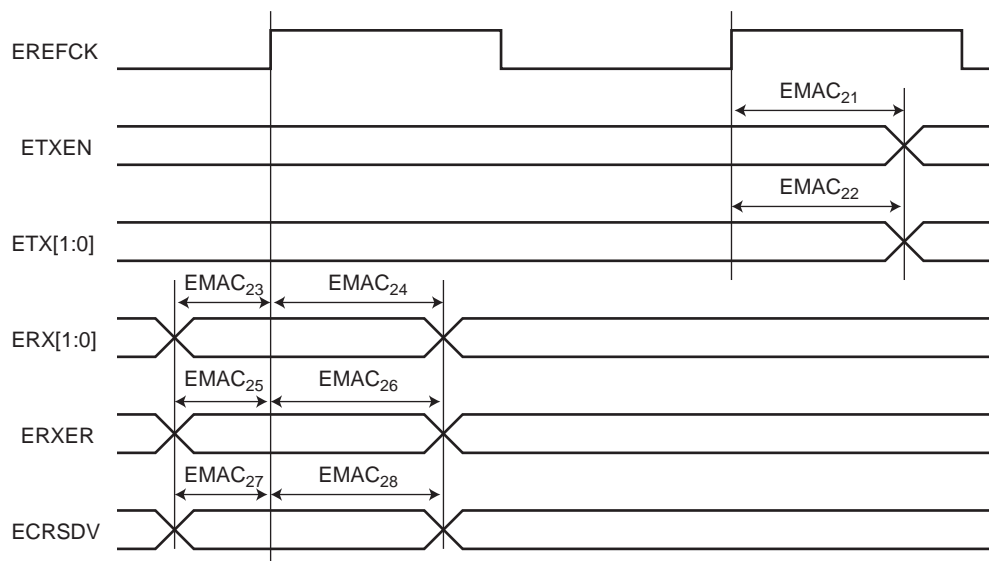 EREFCK
EMAC21
ETXEN
EMAC22
ETX[1:0]
EMAC23 EMAC24
ERX[1:0]
EMAC25 EMAC26
ERXER
EMAC27 EMAC28
ECRSDV